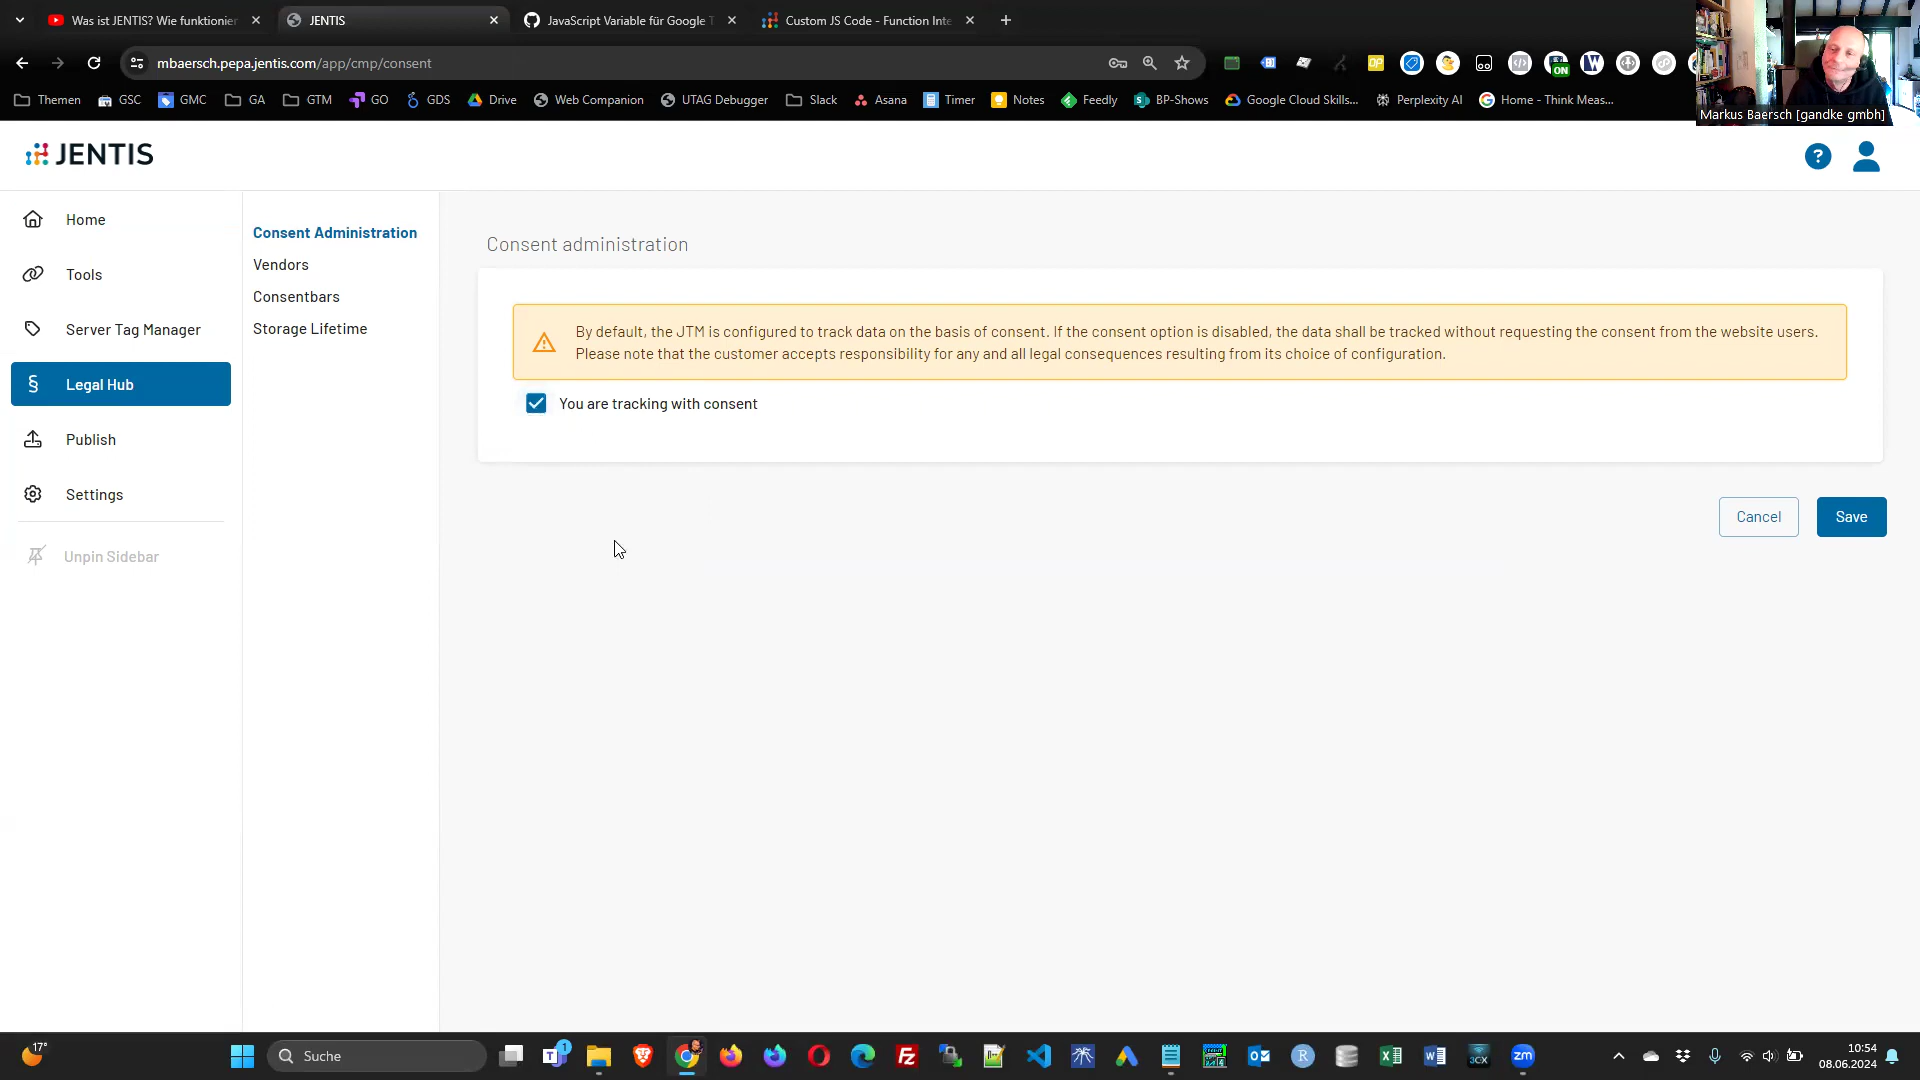 Was ist JENTIS? Wie funktionier
JENTIS
JavaScript Variable für Google T
Custom JS Code - Function Inte
mbaersch.pepa.jentis.com/app/cmp/consent
ON
Themen
GSC
GMC
GA
GTM
GO
GDS
Drive
Web Companion
UTAG Debugger
Slack
Asana
Timer
Notes
Feedly
BP-Shows
Google Cloud Skills...
Perplexity AI
Home - Think Meas...
Markus Baersch [gandke gmbh]
JENTIS
Home
Tools
Server Tag Manager
Legal Hub
Publish
Settings
Unpin Sidebar
Consent Administration
Vendors
Consentbars
Storage Lifetime
Consent administration
By default, the JTM is configured to track data on the basis of consent. If the consent option is disabled, the data shall be tracked without requesting the consent from the website users.
Please note that the customer accepts responsibility for any and all legal consequences resulting from its choice of configuration.
You are tracking with consent
Cancel
Save
17°
Suche
1
3CX
zm
10:54
08.06.2024